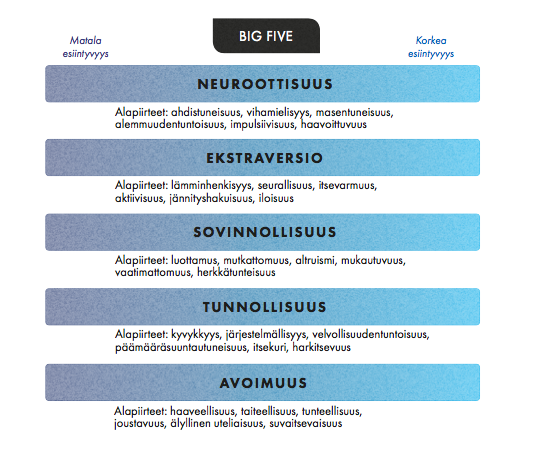 BIG FIVE
Matala
esiintyvyys
Korkea
esiintyvyys
NEUROOTTISUUS
Alapiirteet: ahdistuneisuus, vihamielisyys, masentuneisuus,
alemmuudentuntoisuus, impulsiivisuus, haavoittuvuus
EKSTRAVERSIO
Alapiirteet: lämminhenkisyys, seurallisuus, itsevarmuus,
aktiivisuus, jännityshakuisuus, iloisuus
SOVINNOLLISUUS
Alapiirteet: luottamus, mutkattomuus, altruismi, mukautuvuus,
vaatimattomuus, herkkätunteisuus
TUNNOLLISUUS
Alapiirteet: kyvykkyys, järjestelmällisyys, velvollisuudentuntoisuus,
päämääräsuuntautuneisuus, itsekuri, harkitsevuus
AVOIMUUS
Alapiirteet: haaveellisuus, taiteellisuus, tunteellisuus,
joustavuus, älyllinen uteliaisuus, suvaitsevaisuus